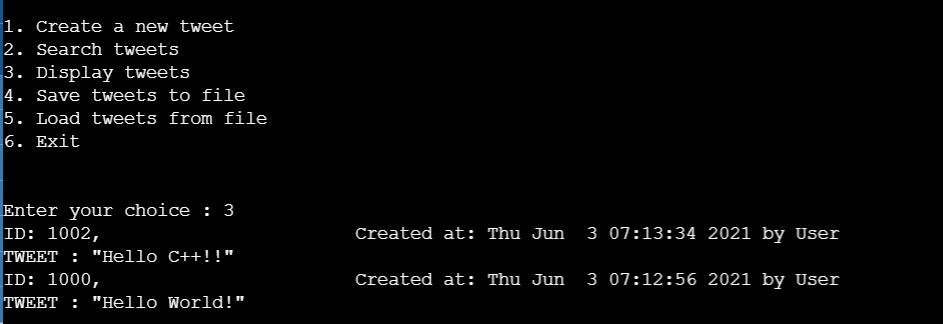 1. Create a new tweet
2. Search tweets
3. Display tweets
4. Save tweets to file
5. Load tweets from file
6. Exit
Enter your choice : 3
ID: 1002, Created at: Thu Jun  3 07:13:34 2021 by User
TWEET : "Hello C++!!"
ID: 1000, Created at: Thu Jun  3 07:12:56 2021 by User
TWEET : "Hello World!"